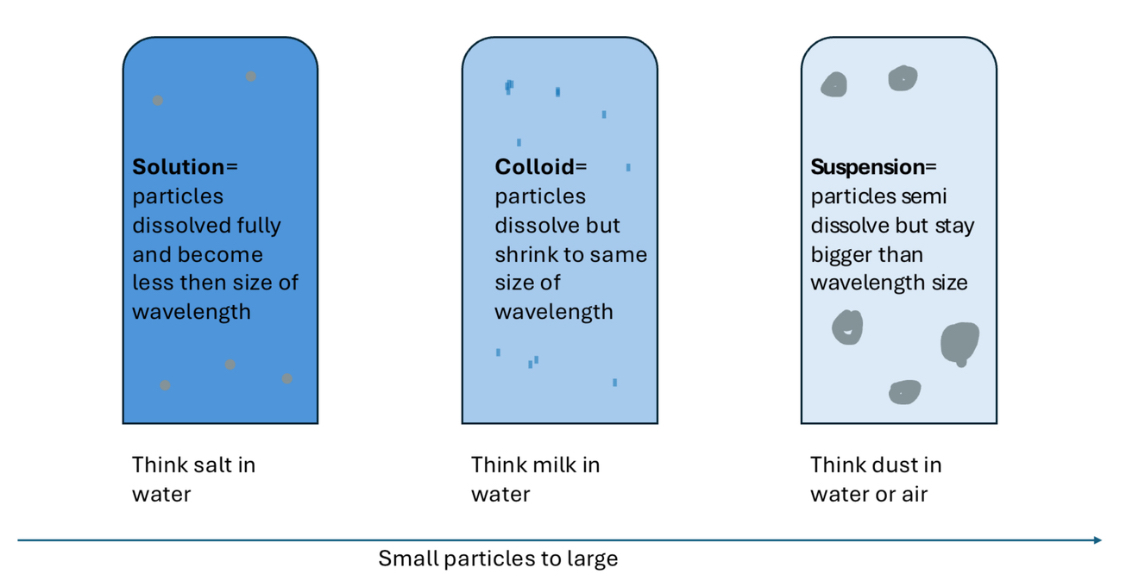 Solution=
particles
dissolved fully
and become
less then size of
wavelength
Colloid=
particles
dissolve but
shrink to same
size of
wavelength
Suspension=
particles semi
dissolve but stay
bigger than
wavelength size
Think salt in
water
Think milk in
water
Think dust in
water or air
Small particles to large